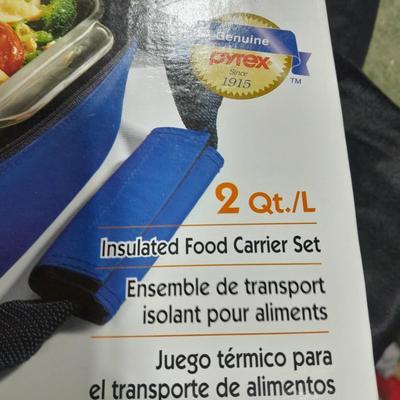 Genuine
PYREX
Since
1915
TM
2 Qt./L
Insulated Food Carrier Set
Ensemble de transport
isolant pour aliments
Juego térmico para
el transporte de alimentos